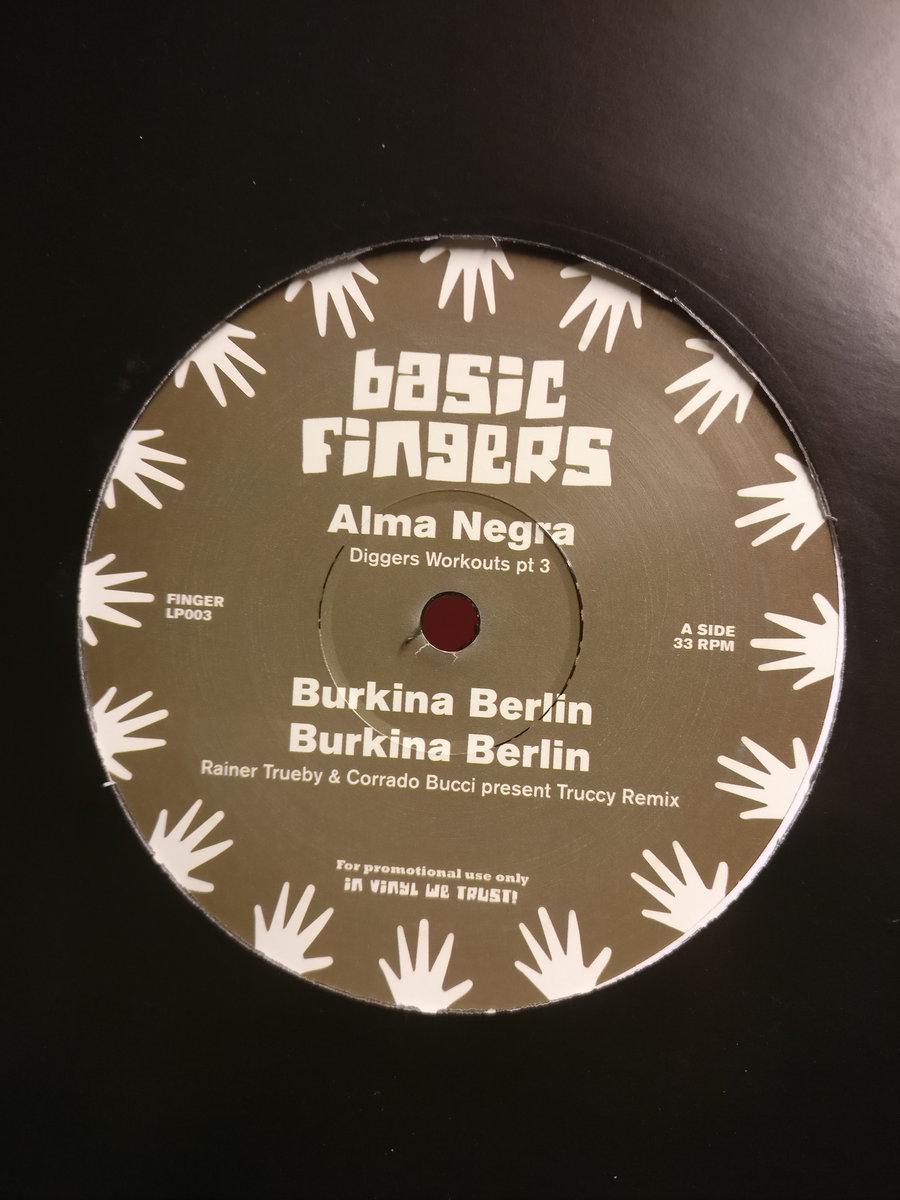 basic
fingers
Alma Negra
Diggers Workouts pt 3
FINGER
LP003
A SIDE
33 RPM
Burkina Berlin
Burkina Berlin
Rainer Trueby & Corrado Bucci present Truccy Remix
For promotional use only
in vinyl we trust!